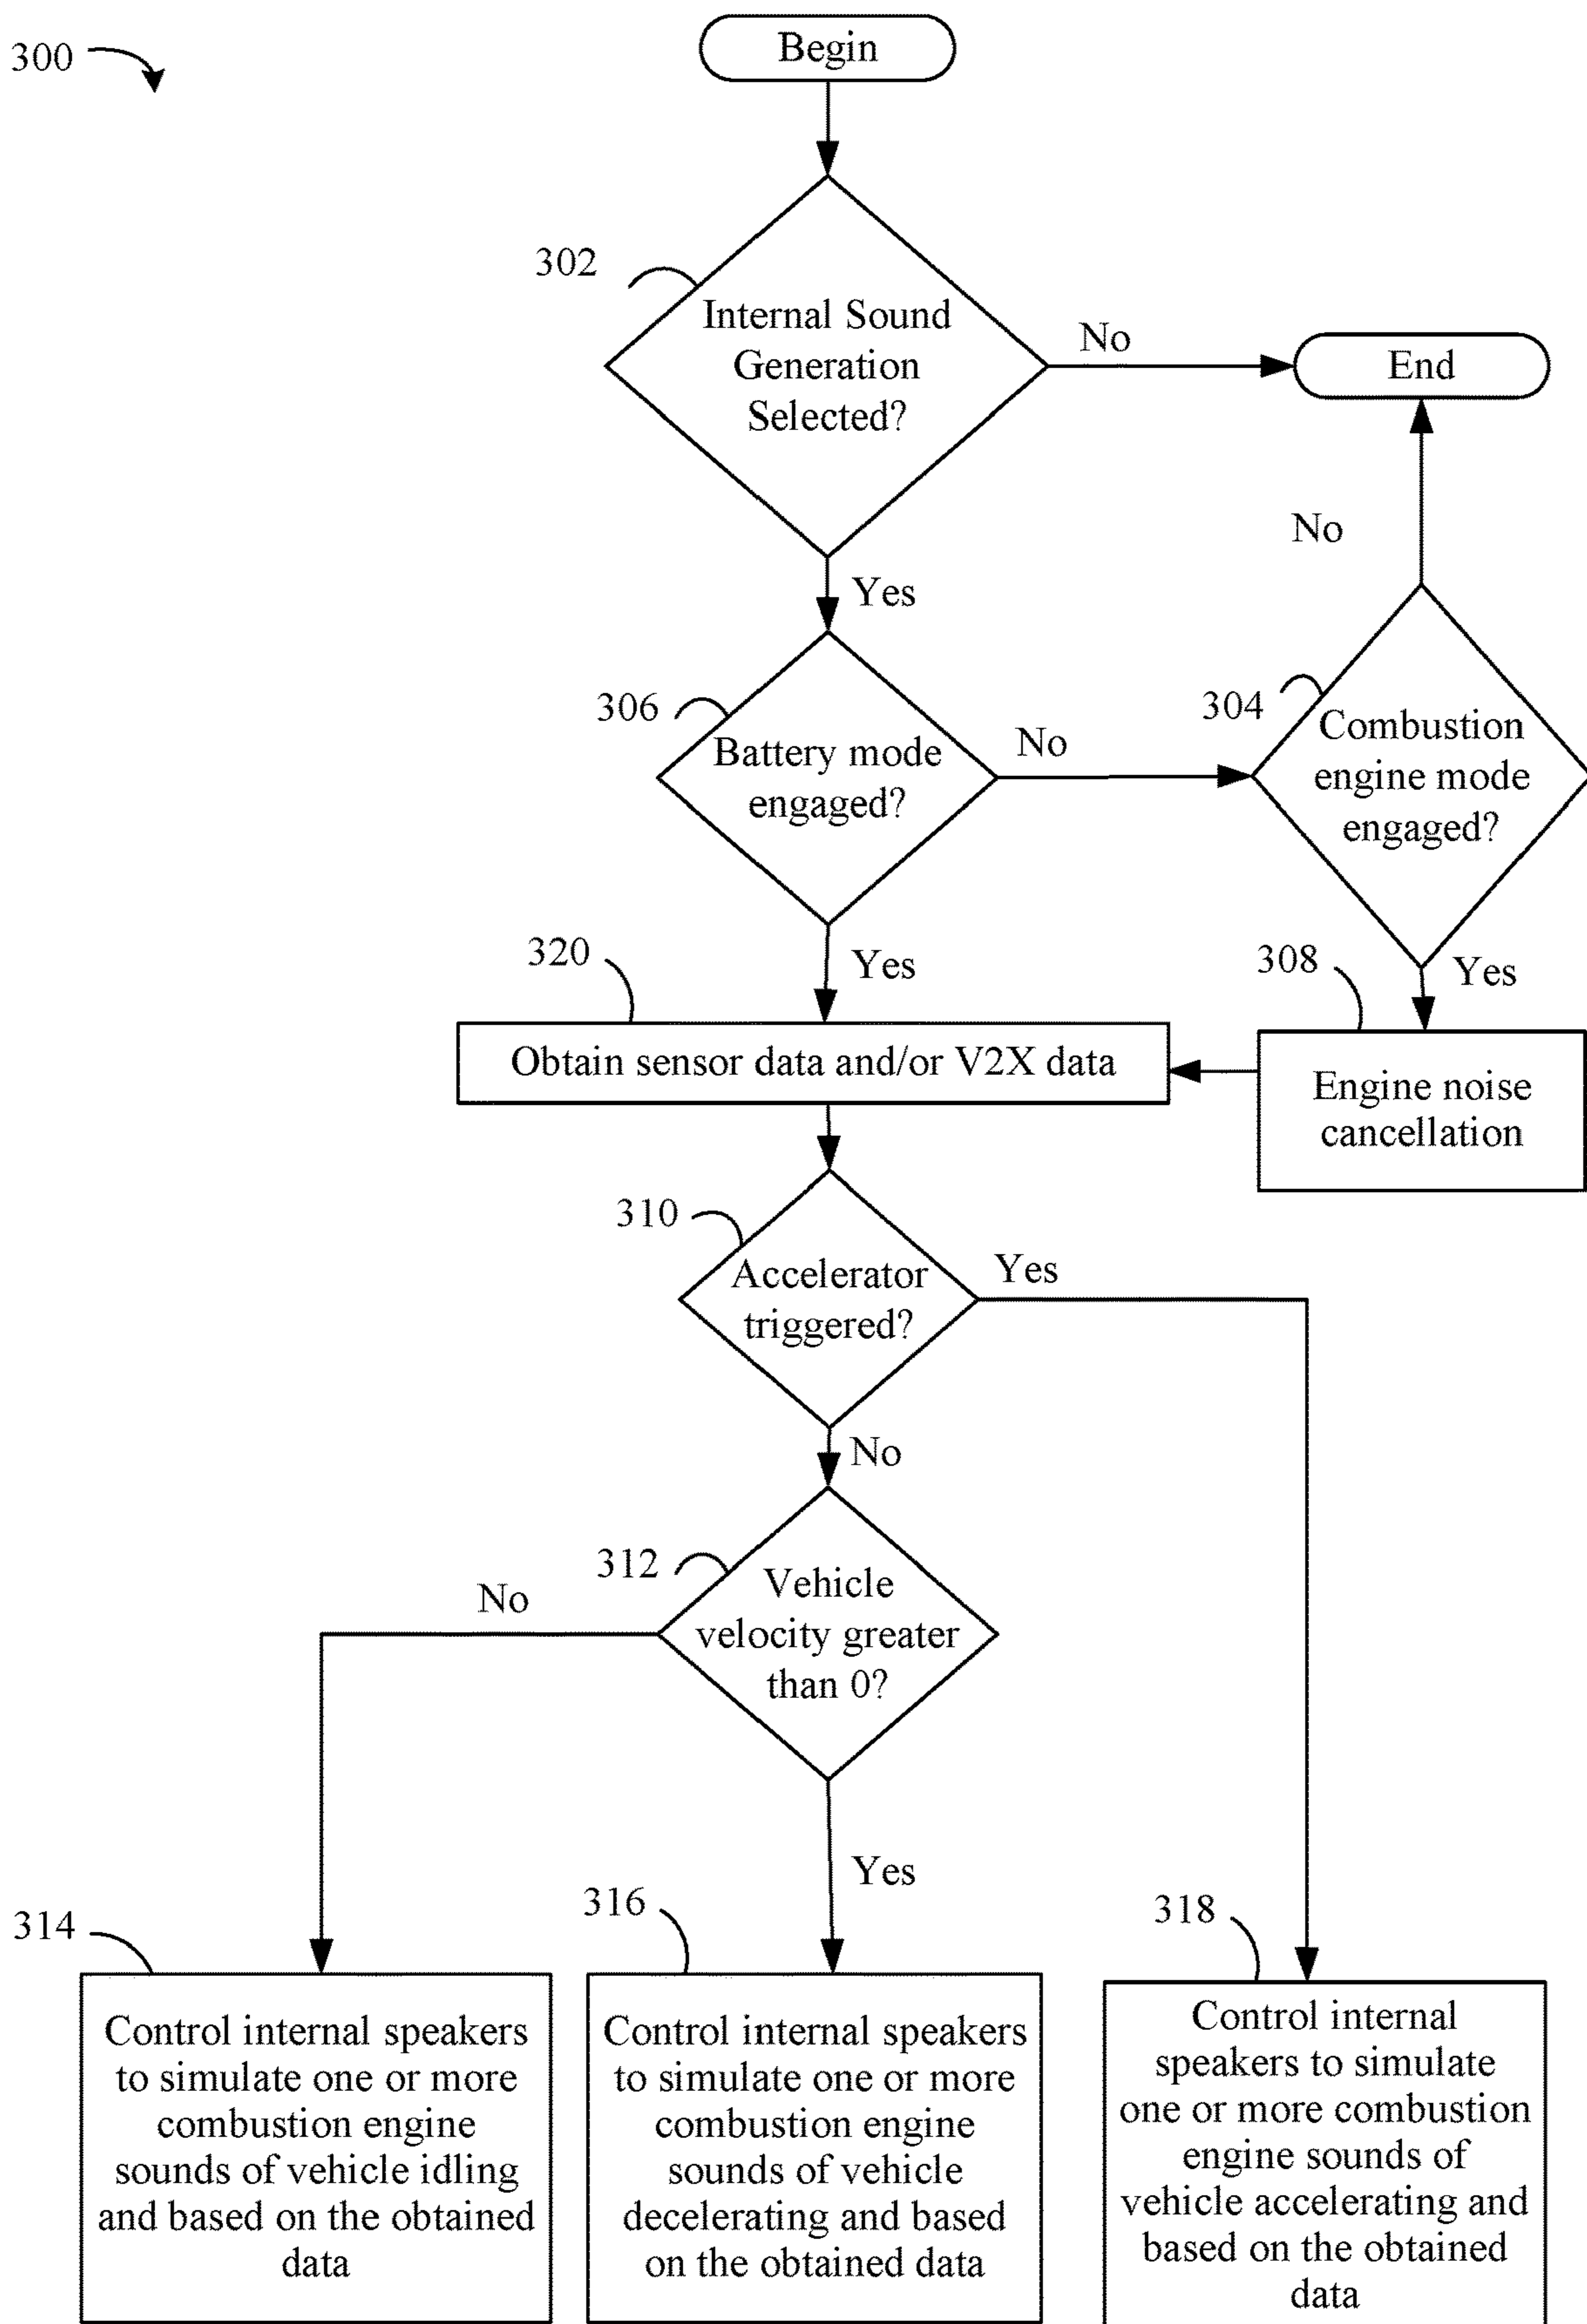 300
Begin
302
Internal Sound
Generation
Selected?
No
End
No
Yes
306
Battery mode
engaged?
No
304
Combustion
engine mode
engaged?
320
Yes
308
Yes
Obtain sensor data and/or V2X data
Engine noise
cancellation
310
Accelerator
triggered?
Yes
No
312
Vehicle
velocity greater
than 0?
No
Yes
314
316
318
Control internal speakers
to simulate one or more
combustion engine
sounds of vehicle idling
and based on the obtained
data
Control internal speakers
to simulate one or more
combustion engine
sounds of vehicle
decelerating and based
on the obtained data
Control internal
speakers to simulate
one or more combustion
engine sounds of
vehicle accelerating and
based on the obtained
data